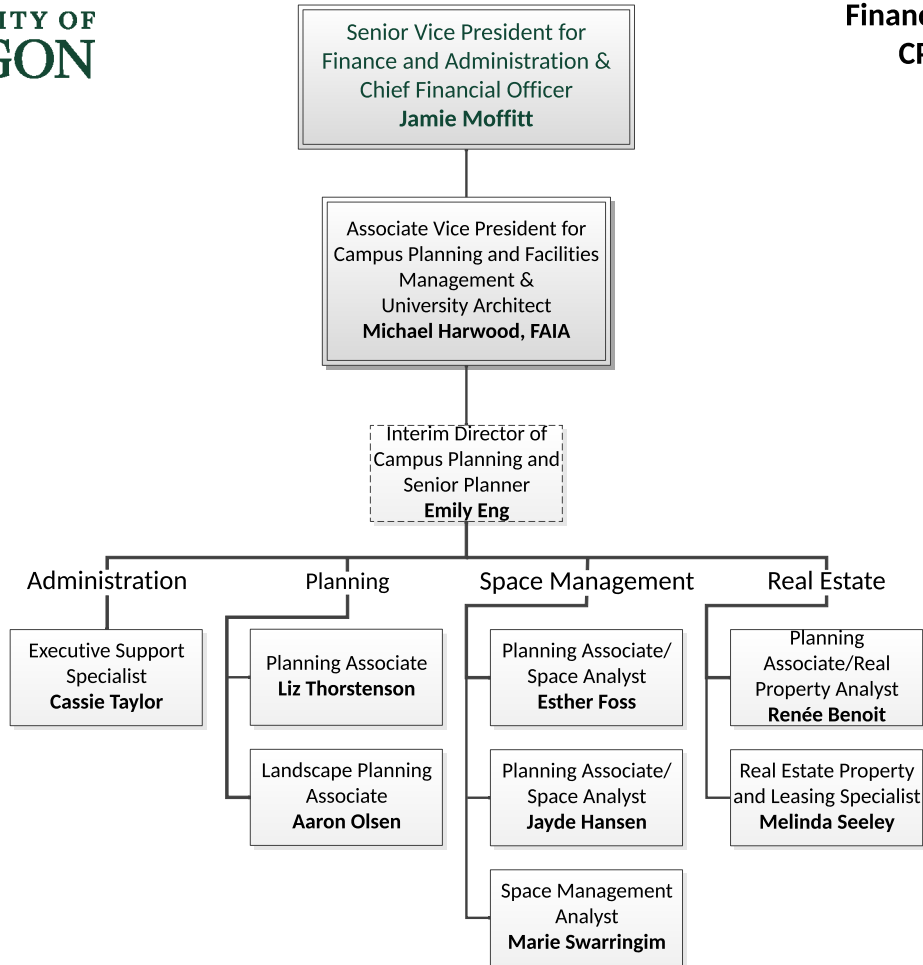 ITY OF
GON
Financ
CP
Senior Vice President for
Finance and Administration &
Chief Financial Officer
Jamie Moffitt
Associate Vice President for
Campus Planning and Facilities
Management &
University Architect
Michael Harwood, FAIA
Interim Director of
Campus Planning and
Senior Planner
Emily Eng
Administration
Planning
Space Management
Real Estate
Executive Support
Specialist
Cassie Taylor
Planning Associate
Liz Thorstenson
Planning Associate/
Space Analyst
Esther Foss
Planning
Associate/Real
Property Analyst
Renée Benoit
Landscape Planning
Associate
Aaron Olsen
Planning Associate/
Space Analyst
Jayde Hansen
Real Estate Property
and Leasing Specialist
Melinda Seeley
Space Management
Analyst
Marie Swarringim